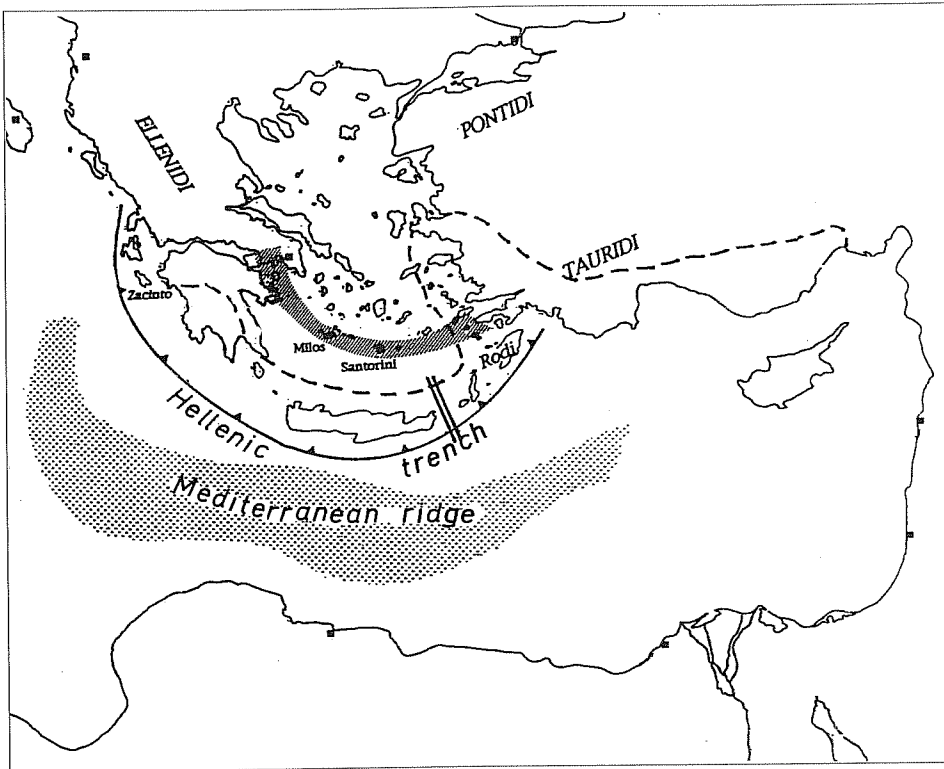 PONTIDI
ELLENIDI
TAURIDI
Zacinto
Milos
Santorini
Rodi
Hellenic trench
Mediterranean ridge